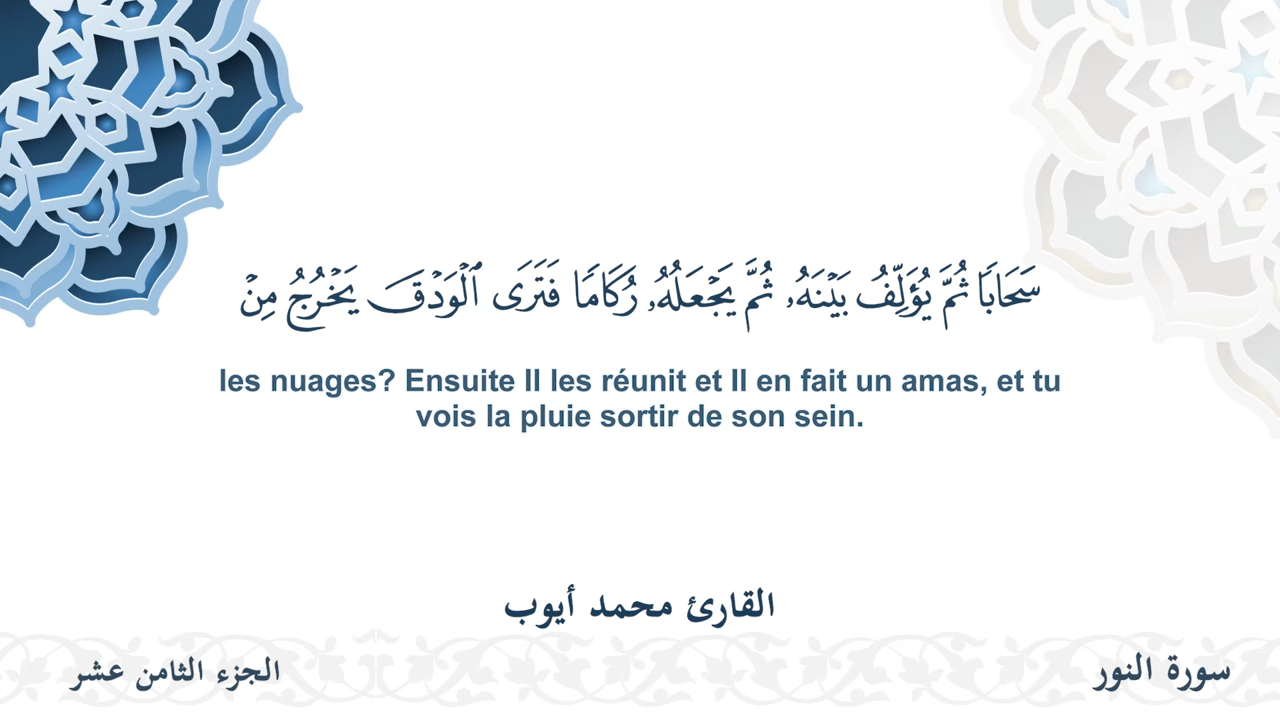 سَحَابًا ثُمَّ يُؤَلِّفُ بَيْنَهُۥ ثُمَّ يَجْعَلُهُۥ رُكَامًا فَتَرَى ٱلْوَدْقَ يَخْرُجُ مِنْ
les nuages? Ensuite Il les réunit et Il en fait un amas, et tu
vois la pluie sortir de son sein.
القارئ محمد أيوب
سورة النور
الجزء الثامن عشر